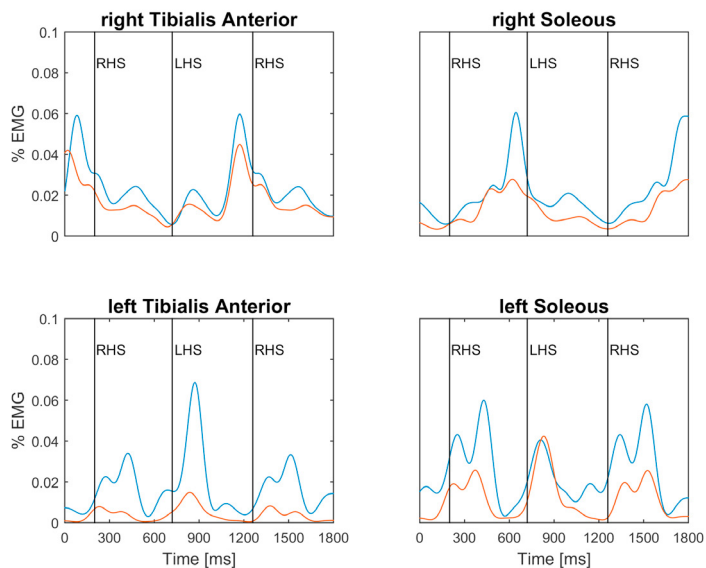 right Tibialis Anterior
right Soleous
0.1
0.08
0.06
0.04
0.02
0
% EMG
RHS
LHS
RHS
RHS
LHS
RHS
left Tibialis Anterior
left Soleous
0.1
0.08
0.06
0.04
0.02
0
% EMG
RHS
LHS
RHS
RHS
LHS
RHS
0 300 600 900 1200 1500 1800
0 300 600 900 1200 1500 1800
Time [ms]
Time [ms]